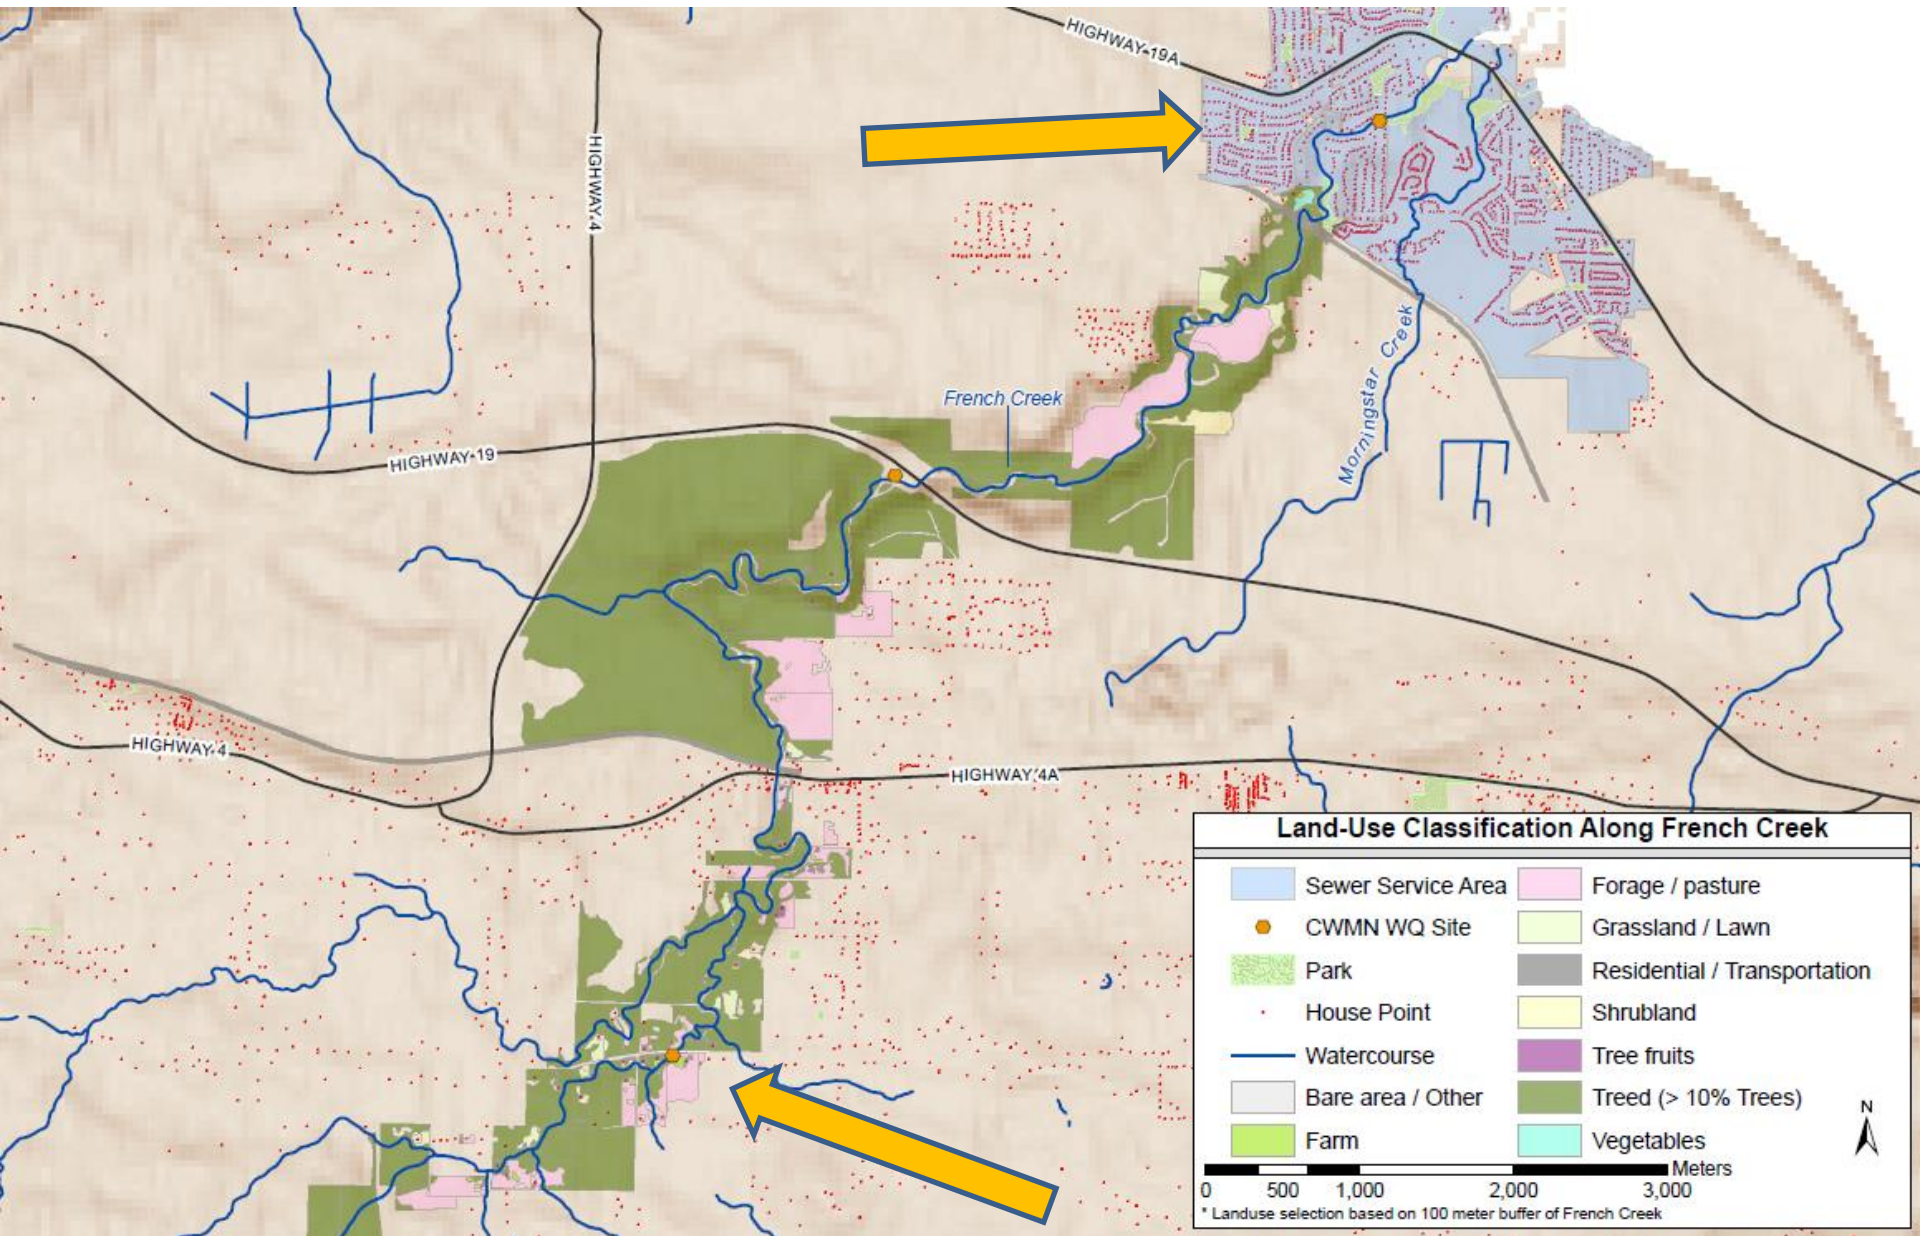 HIGHWAY-19A
HIGHWAY-4
French Creek
Morningstar Creek
HIGHWAY-19
HIGHWAY-4
HIGHWAY-4A
Land-Use Classification Along French Creek
Sewer Service Area
Forage / pasture
CWMN WQ Site
Grassland / Lawn
Park
Residential / Transportation
House Point
Shrubland
Watercourse
Tree fruits
Bare area / Other
Treed (> 10% Trees)
N
Farm
Vegetables
Meters
0 500 1,000 2,000 3,000
* Landuse selection based on 100 meter buffer of French Creek